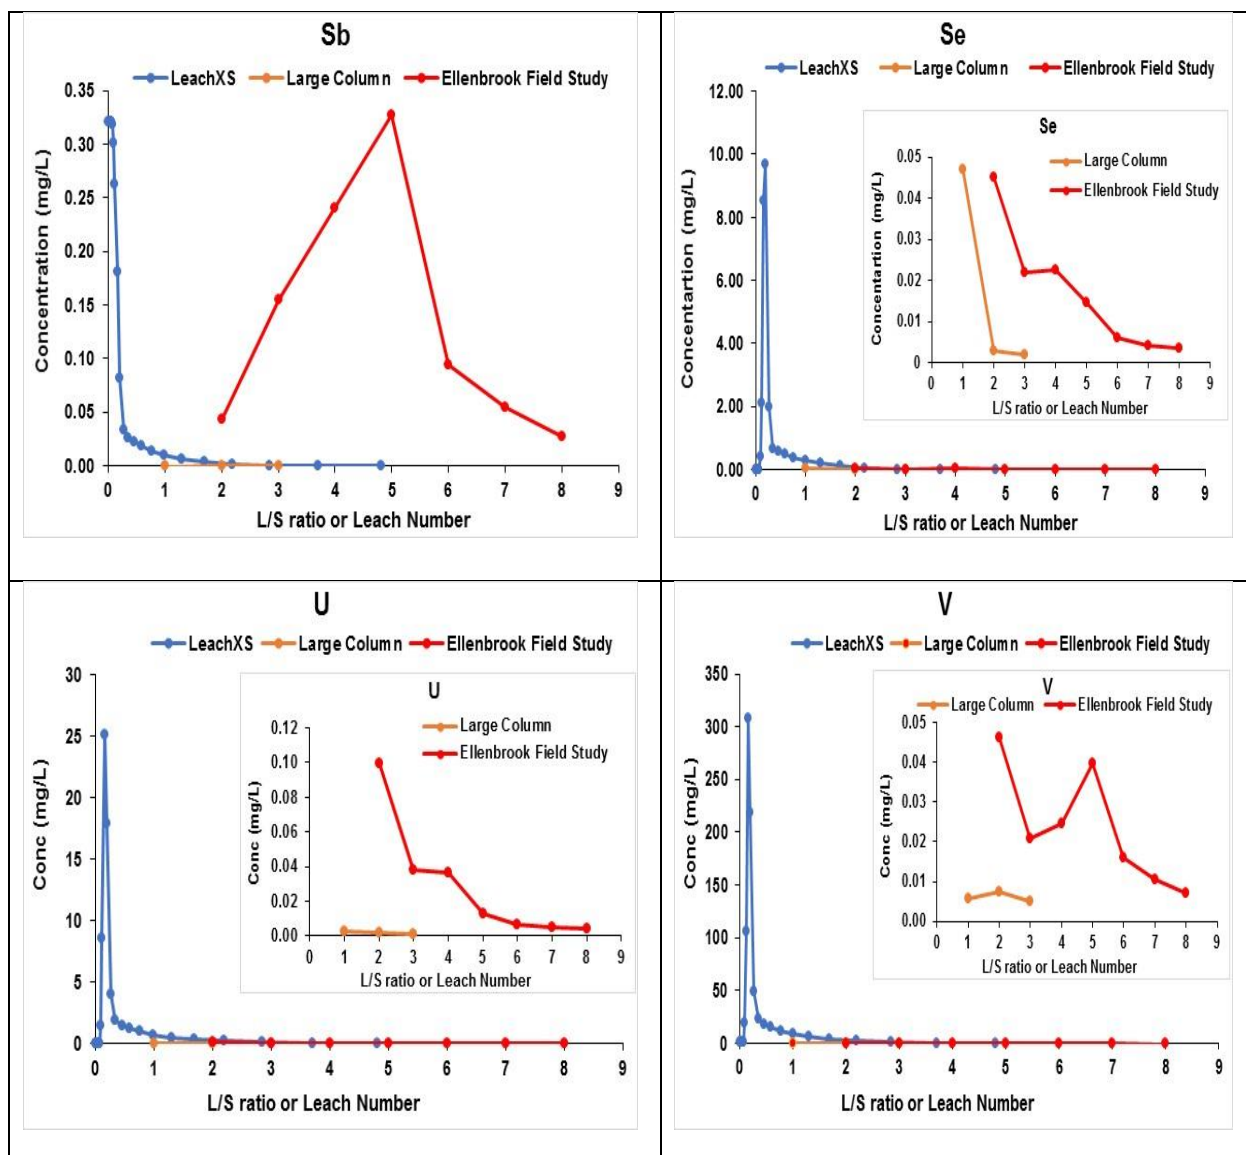 Sb
LeachXS Large Column Ellenbrook Field Study
Concentration (mg/L)
0.35
0.30
0.25
0.20
0.15
0.10
0.05
0.00
0 1 2 3 4 5 6 7 8 9
L/S ratio or Leach Number
Se
LeachXS Large Column Ellenbrook Field Study
Concentartion (mg/L)
12.00
10.00
8.00
6.00
4.00
2.00
0.00
0 1 2 3 4 5 6 7 8 9
L/S ratio or Leach Number
Se
Large Column
Ellenbrook Field Study
Concentartion (mg/L)
0.05
0.04
0.03
0.02
0.01
0
0 1 2 3 4 5 6 7 8 9
L/S ratio or Leach Number
U
LeachXS Large Column Ellenbrook Field Study
Conc (mg/L)
30
25
20
15
10
5
0
0 1 2 3 4 5 6 7 8 9
L/S ratio or Leach Number
U
Large Column
Ellenbrook Field Study
Conc (mg/L)
0.12
0.10
0.08
0.06
0.04
0.02
0.00
0 1 2 3 4 5 6 7 8 9
L/S ratio or Leach Number
V
LeachXS Large Column Ellenbrook Field Study
Conc (mg/L)
350
300
250
200
150
100
50
0
0 1 2 3 4 5 6 7 8 9
L/S ratio or Leach Number
V
Large Column Ellenbrook Field Study
Conc (mg/L)
0.05
0.04
0.03
0.02
0.01
0.00
0 1 2 3 4 5 6 7 8 9
L/S ratio or Leach Number